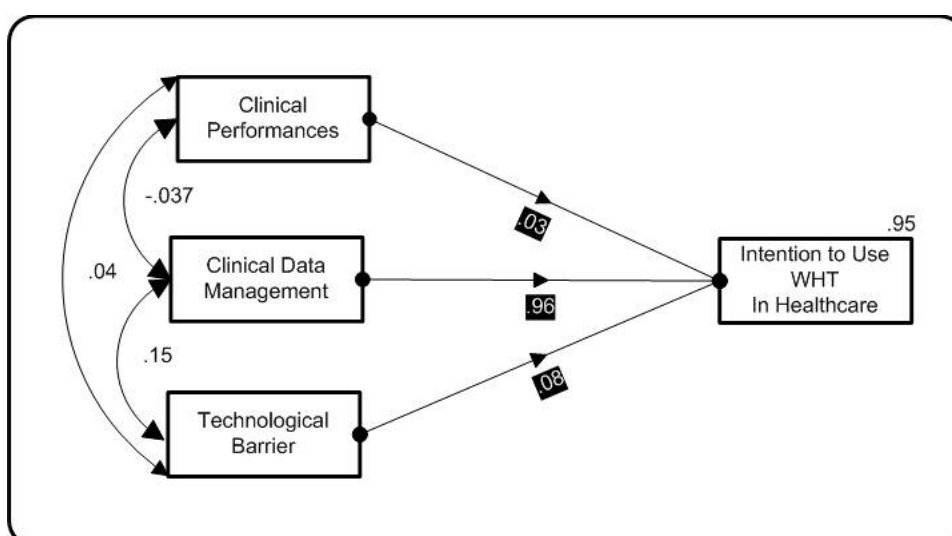 Clinical
Performances
-.037
.03
.95
.04
Clinical Data
Management
.96
Intention to Use
WHT
In Healthcare
.15
.08
Technological
Barrier